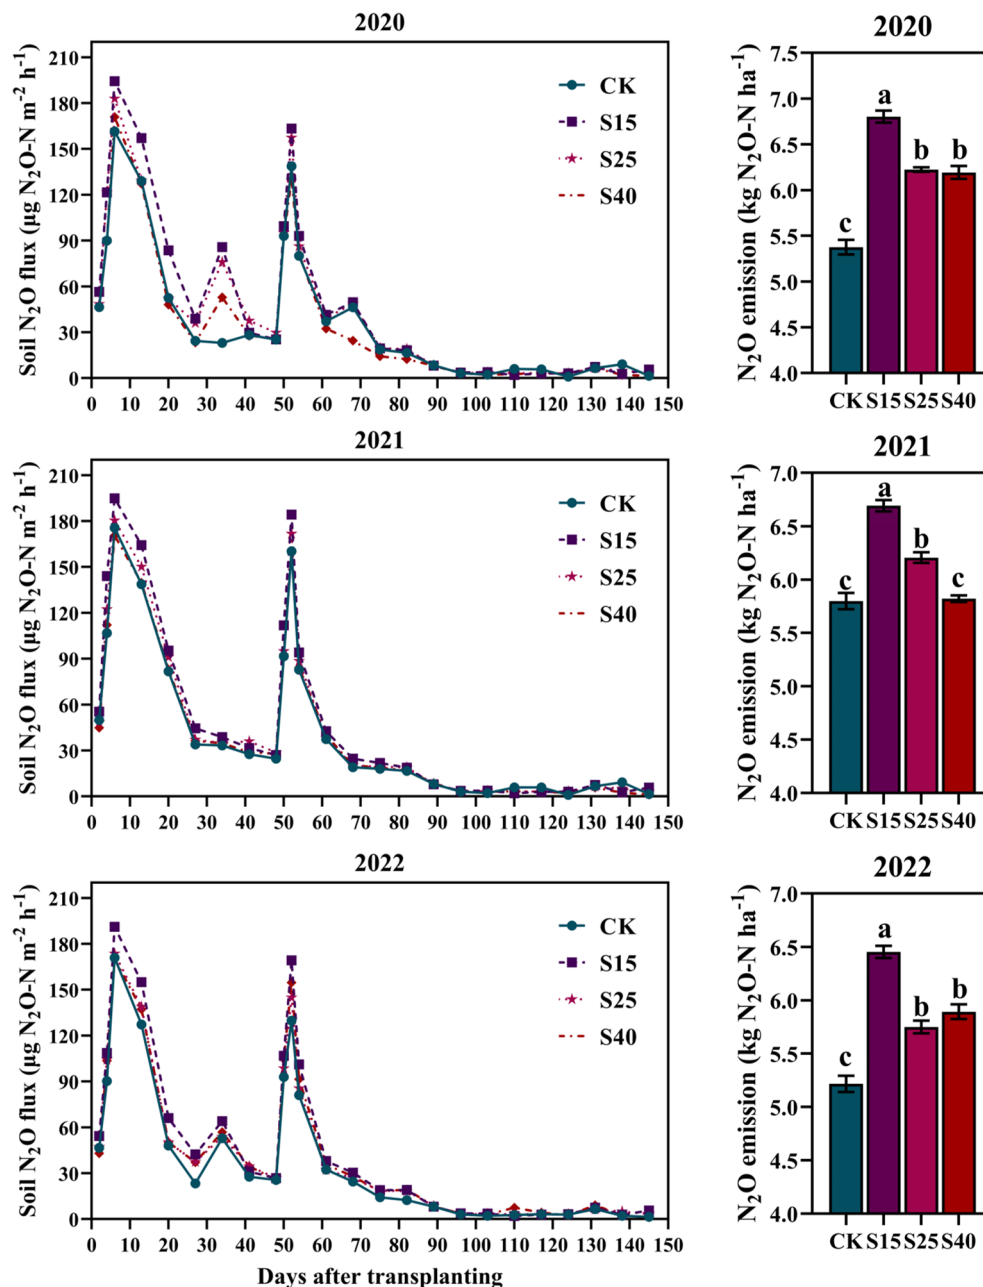 2020
Soil N₂O flux (µg N₂O-N m⁻² h⁻¹)
210
180
150
120
90
60
30
0
0 10 20 30 40 50 60 70 80 90 100 110 120 130 140 150
CK
S15
S25
S40
2020
N₂O emission (kg N₂O-N ha⁻¹)
7.5
7.0
6.5
6.0
5.5
5.0
4.5
4.0
c a b b
CK S15 S25 S40
2021
Soil N₂O flux (µg N₂O-N m⁻² h⁻¹)
210
180
150
120
90
60
30
0
0 10 20 30 40 50 60 70 80 90 100 110 120 130 140 150
CK
S15
S25
S40
2021
N₂O emission (kg N₂O-N ha⁻¹)
7.0
6.5
6.0
5.5
5.0
4.5
4.0
c a b c
CK S15 S25 S40
2022
Soil N₂O flux (µg N₂O-N m⁻² h⁻¹)
210
180
150
120
90
60
30
0
0 10 20 30 40 50 60 70 80 90 100 110 120 130 140 150
Days after transplanting
CK
S15
S25
S40
2022
N₂O emission (kg N₂O-N ha⁻¹)
7.0
6.5
6.0
5.5
5.0
4.5
4.0
c a b b
CK S15 S25 S40